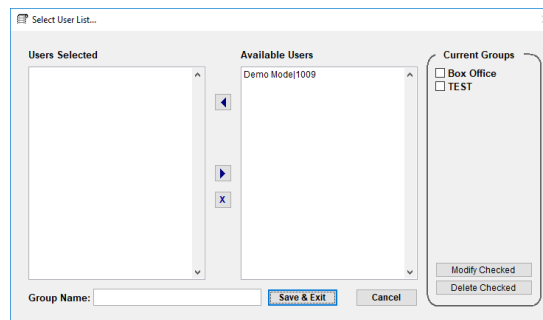 Select User List...
Users Selected
Available Users
Current Groups
Demo Mode|1009
Box Office
TEST
X
Modify Checked
Delete Checked
Group Name:
Save & Exit
Cancel